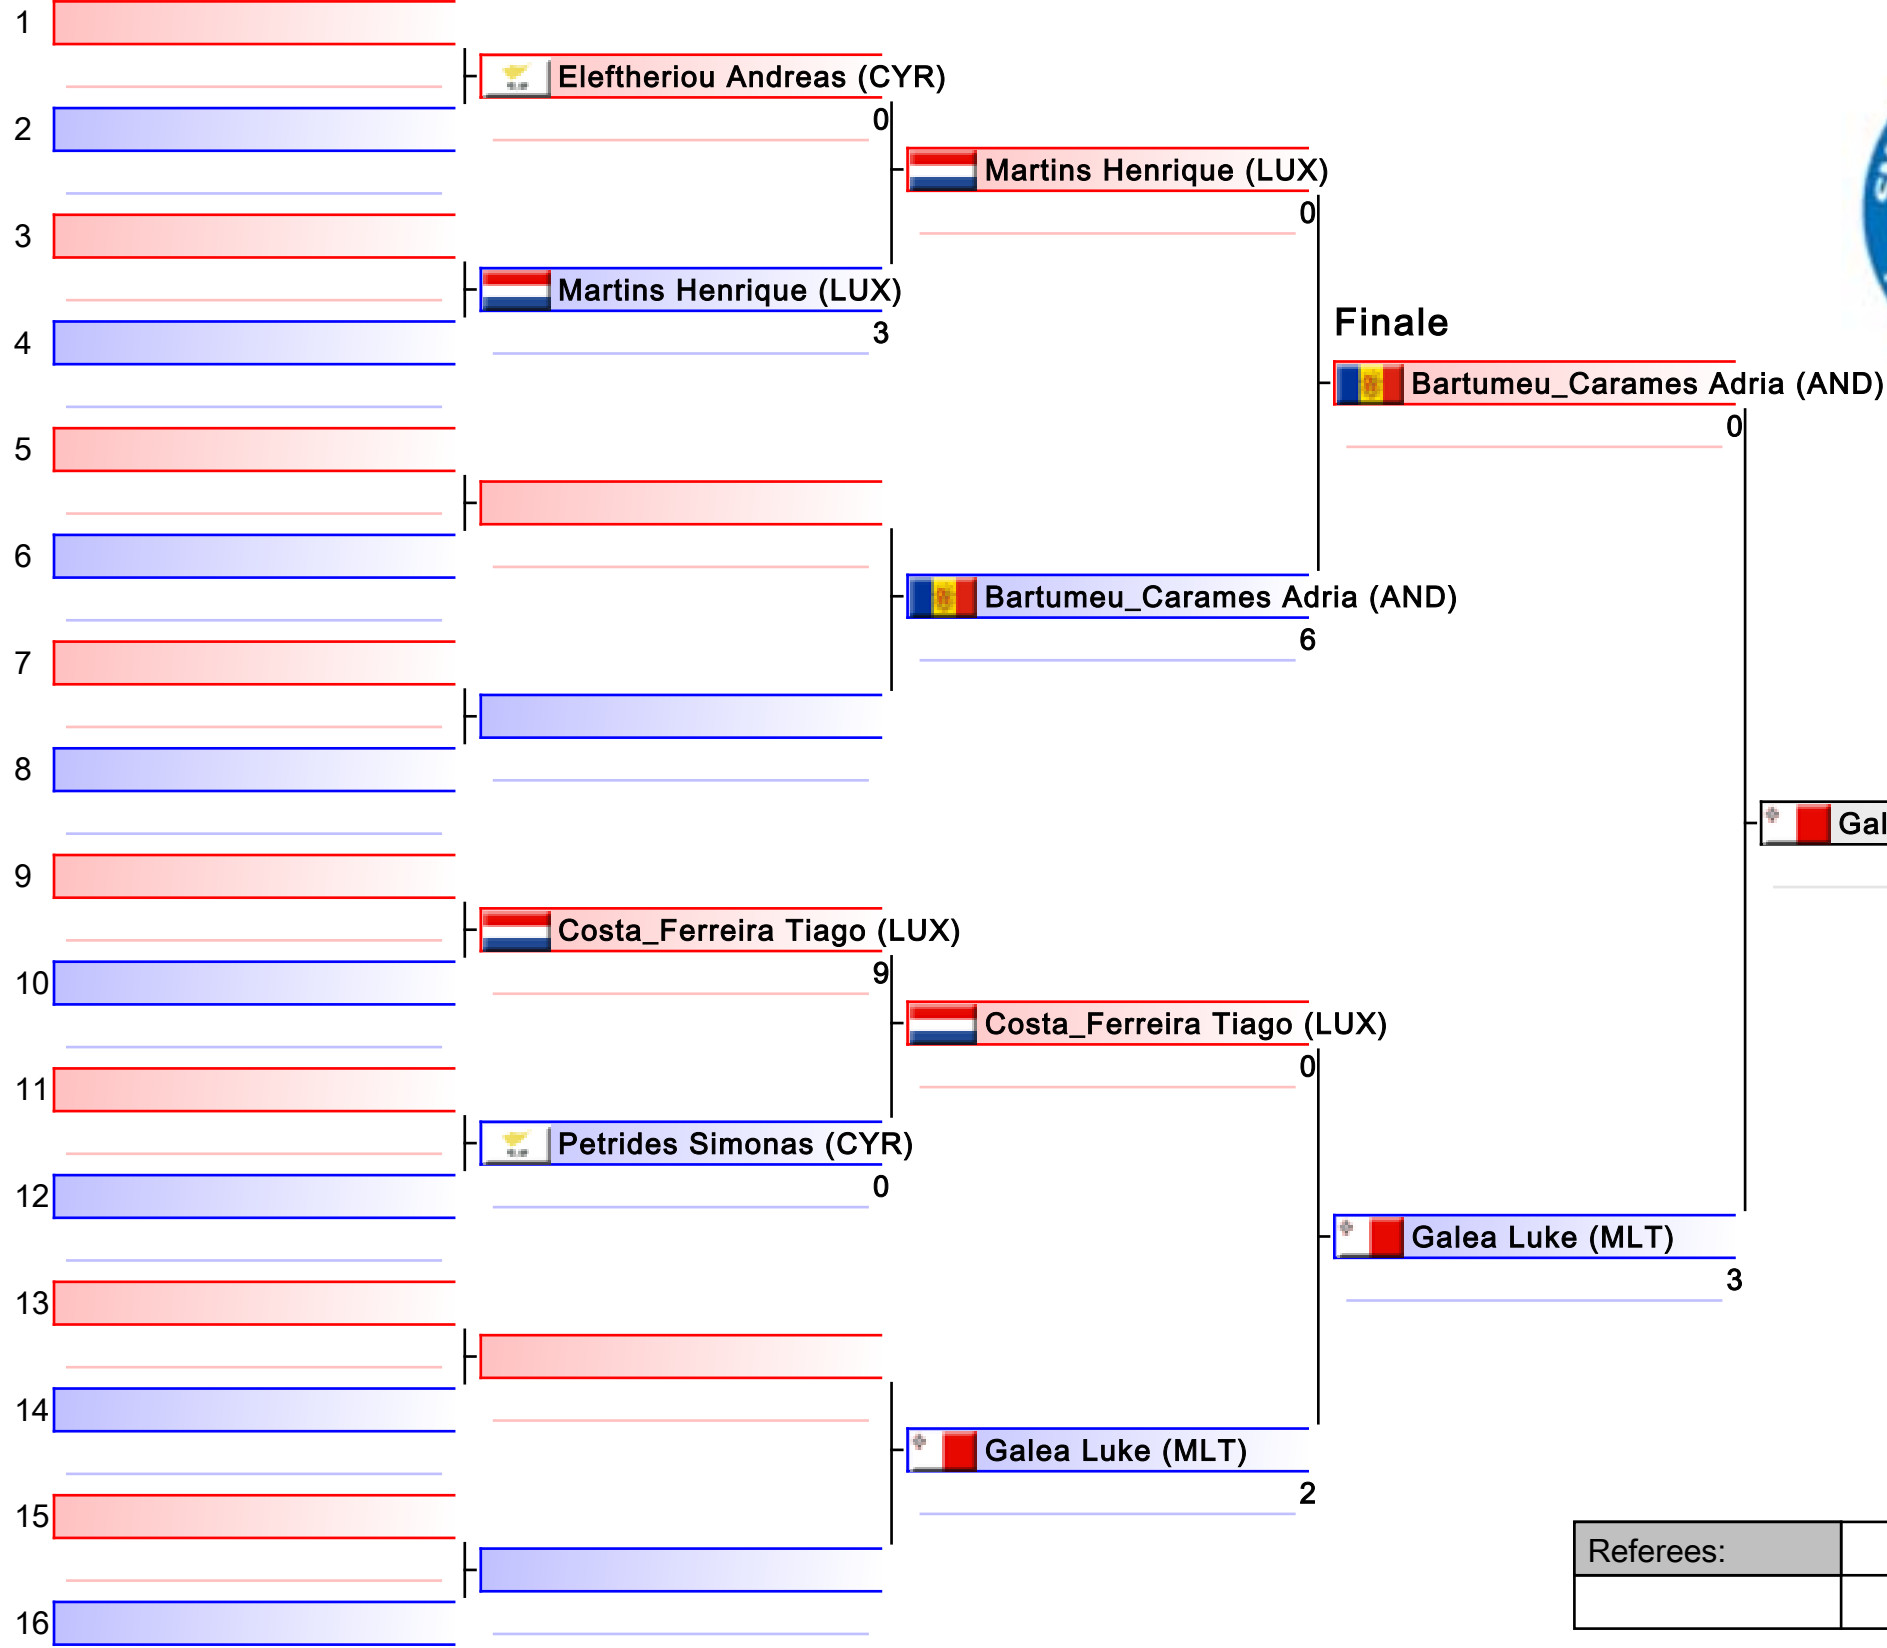 1
Eleftheriou Andreas (CYR)
0
2
Martins Henrique (LUX)
0
3
Martins Henrique (LUX)
3
4
Finale
Bartumeu_Carames Adria (AND)
0
5
6
Bartumeu_Carames Adria (AND)
6
7
8
Gal
9
Costa_Ferreira Tiago (LUX)
9
10
Costa_Ferreira Tiago (LUX)
0
11
Petrides Simonas (CYR)
0
12
Galea Luke (MLT)
3
13
14
Galea Luke (MLT)
2
15
Referees:
16